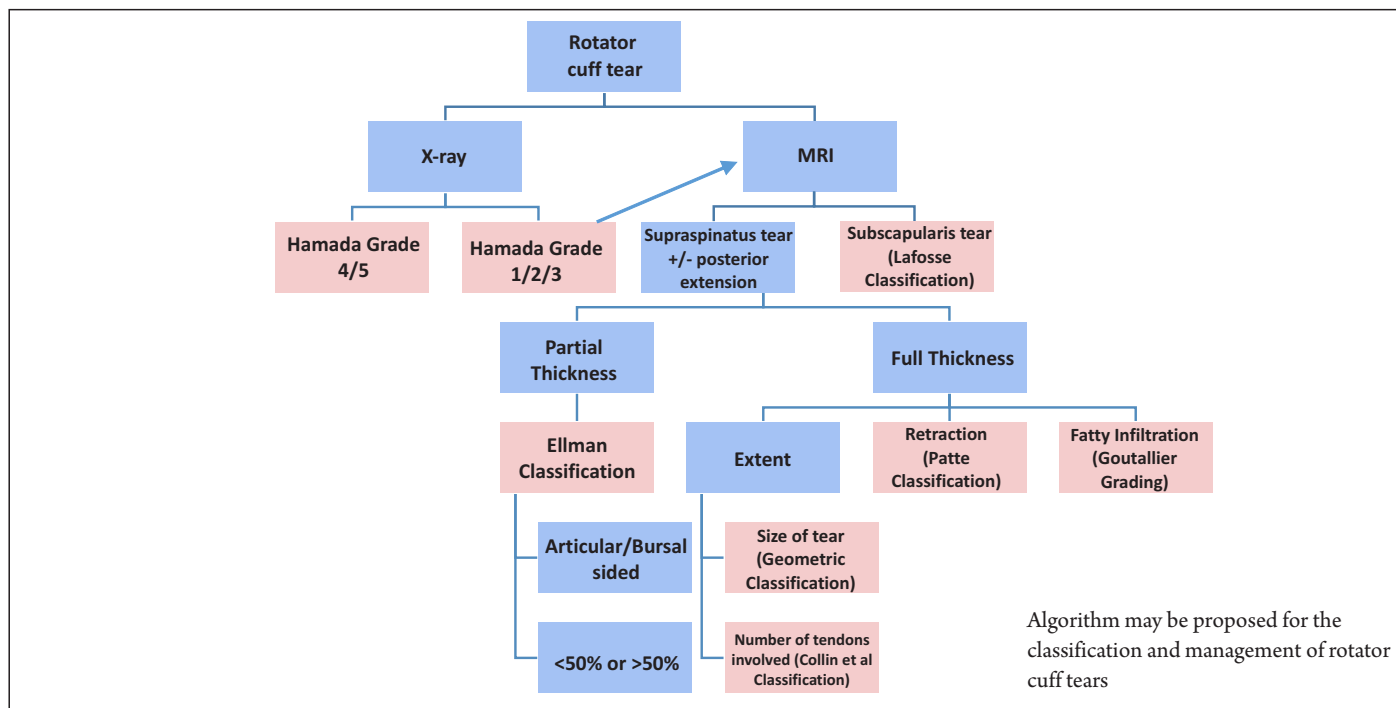 Rotator
cuff tear
X-ray
MRI
Hamada Grade
4/5
Hamada Grade
1/2/3
Supraspinatus tear
+/- posterior
extension
Subscapularis tear
(Lafosse
Classification)
Partial
Thickness
Full Thickness
Ellman
Classification
Extent
Retraction
(Patte
Classification)
Fatty Infiltration
(Goutallier
Grading)
Articular/Bursal
sided
Size of tear
(Geometric
Classification)
<50% or >50%
Number of tendons
involved (Collin et al
Classification)
Algorithm may be proposed for the
classification and management of rotator
cuff tears